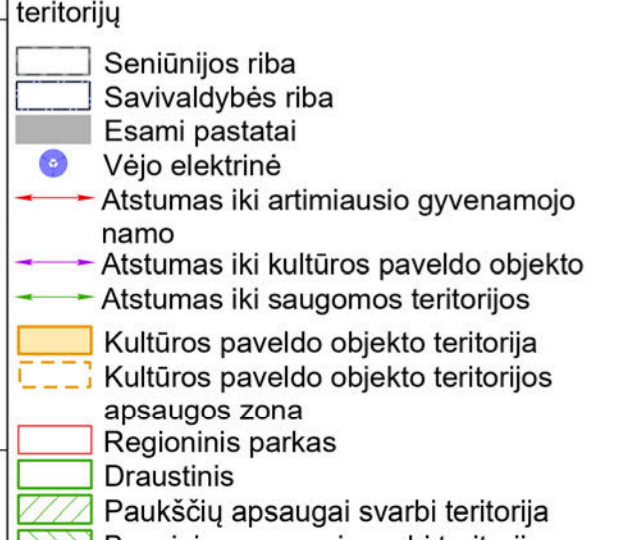 teritorijų
Seniūnijos riba
Savivaldybės riba
Esami pastatai
Vėjo elektrinė
Atstumas iki artimiausio gyvenamojo
namo
Atstumas iki kultūros paveldo objekto
Atstumas iki saugomos teritorijos
Kultūros paveldo objekto teritorija
Kultūros paveldo objekto teritorijos
apsaugos zona
Regioninis parkas
Draustinis
Paukščių apsaugai svarbi teritorija